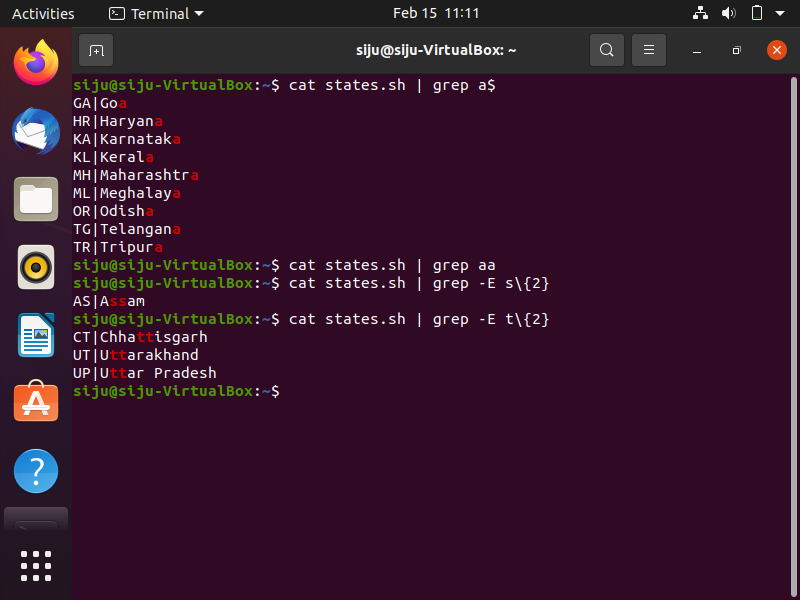 Activities Terminal Feb 15 11:11
siju@siju-VirtualBox: ~
siju@siju-VirtualBox:~$ cat states.sh | grep a$
GA|Goa
HR|Haryana
KA|Karnataka
KL|Kerala
MH|Maharashtra
ML|Meghalaya
OR|Odisha
TG|Telangana
TR|Tripura
siju@siju-VirtualBox:~$ cat states.sh | grep aa
siju@siju-VirtualBox:~$ cat states.sh | grep -E s\{2}
AS|Assam
siju@siju-VirtualBox:~$ cat states.sh | grep -E t\{2}
CT|Chhattisgarh
UT|Uttarakhand
UP|Uttar Pradesh
siju@siju-VirtualBox:~$